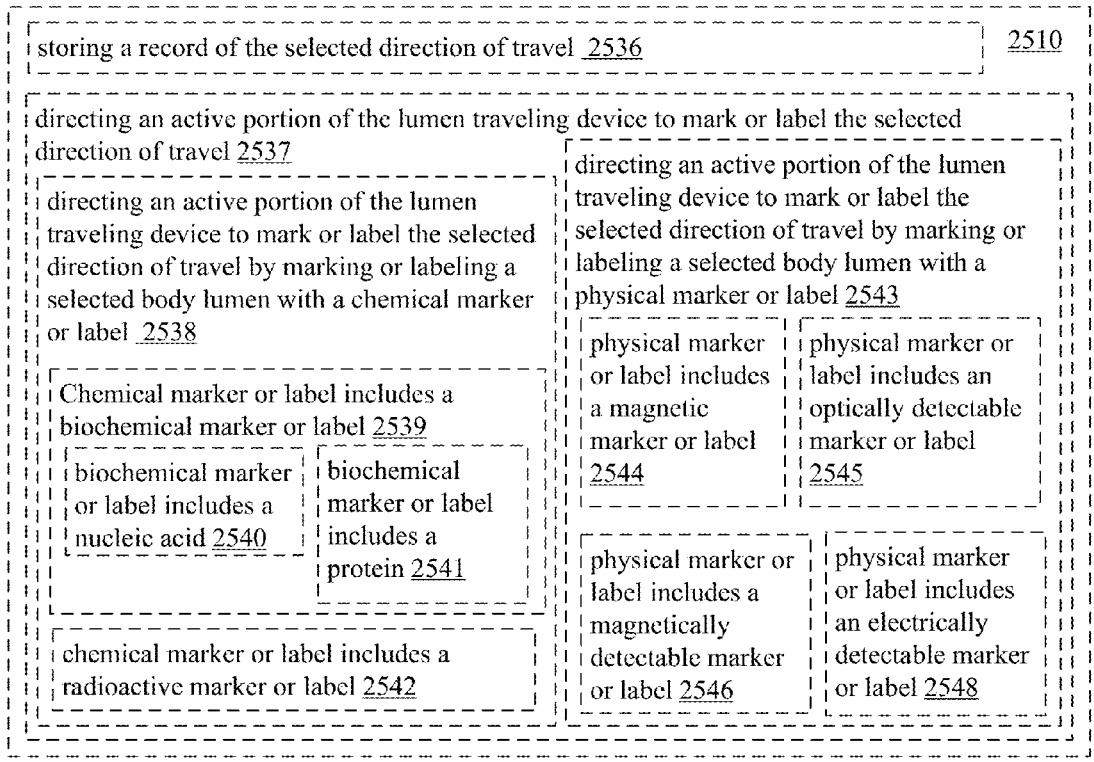 storing a record of the selected direction of travel 2536
2510
directing an active portion of the lumen traveling device to mark or label the selected
direction of travel 2537
directing an active portion of the lumen
traveling device to mark or label the selected
direction of travel by marking or labeling a
selected body lumen with a chemical marker
or label 2538
Chemical marker or label includes a
biochemical marker or label 2539
biochemical marker
or label includes a
nucleic acid 2540
biochemical
marker or label
includes a
protein 2541
chemical marker or label includes a
radioactive marker or label 2542
directing an active portion of the lumen
traveling device to mark or label the
selected direction of travel by marking or
labeling a selected body lumen with a
physical marker or label 2543
physical marker
or label includes
a magnetic
marker or label
2544
physical marker or
label includes an
optically detectable
marker or label
2545
physical marker or
label includes a
magnetically
detectable marker
or label 2546
physical marker
or label includes
an electrically
detectable marker
or label 2548